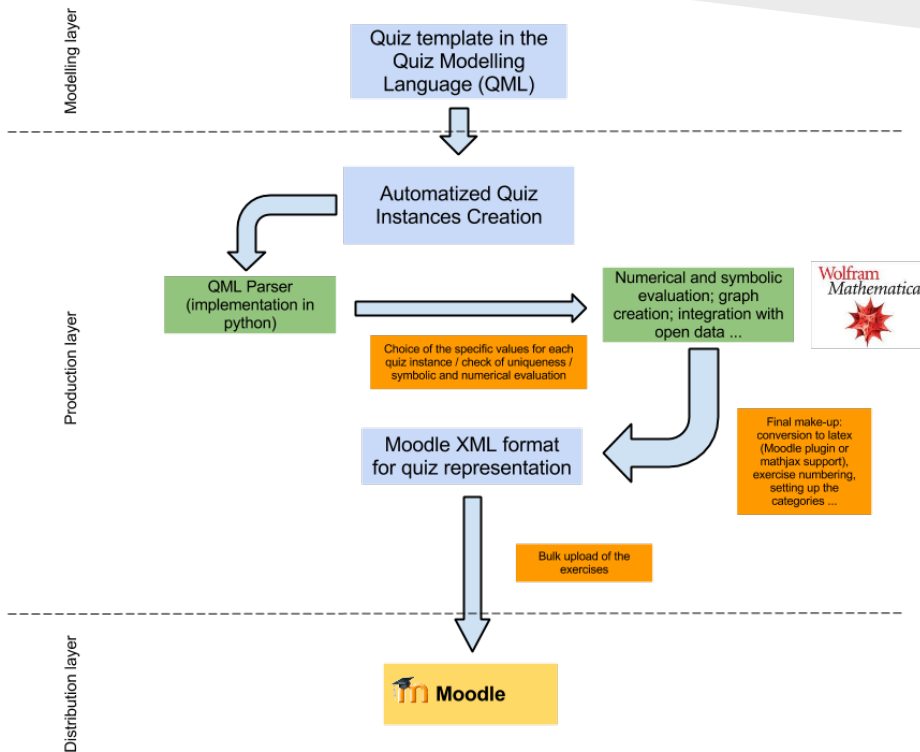 Modelling layer
Quiz template in the
Quiz Modelling
Language (QML)
Production layer
Automatized Quiz
Instances Creation
QML Parser
(implementation in
python)
Numerical and symbolic
evaluation; graph
creation; integration with
open data ...
Wolfram
Mathematica
Choice of the specific values for each
quiz instance / check of uniqueness /
symbolic and numerical evaluation
Final make-up:
conversion to latex
(Moodle plugin or
mathjax support),
exercise numbering,
setting up the
categories ...
Moodle XML format
for quiz representation
Bulk upload of the
exercises
Distribution layer
m Moodle